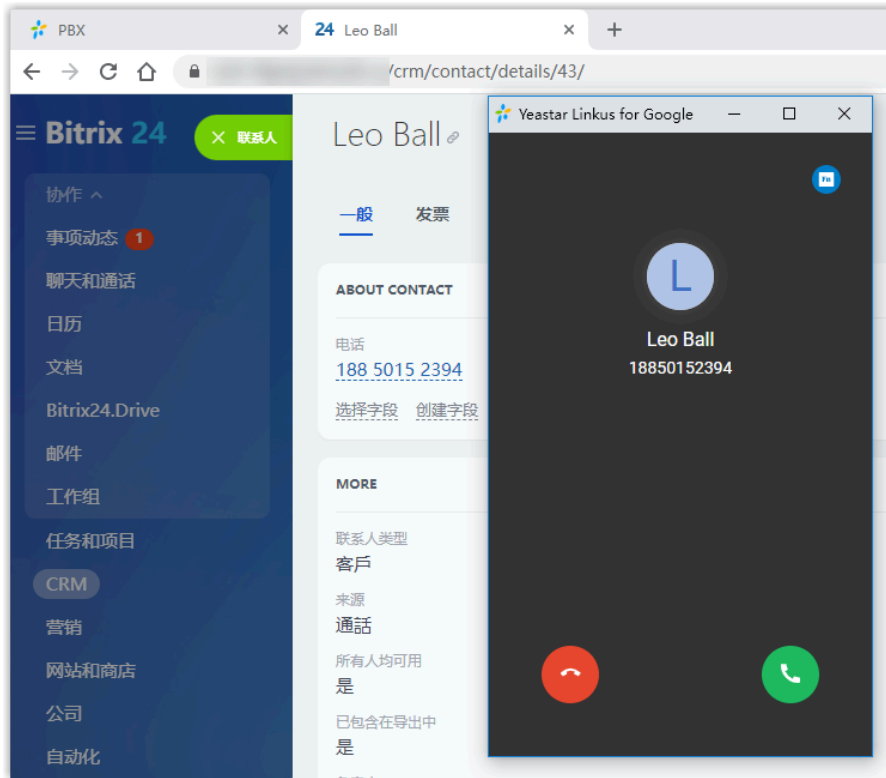 PBX
24 Leo Ball
/crm/contact/details/43/
Bitrix 24
联系人
协作
事项动态 1
聊天和通话
日历
文档
Bitrix24.Drive
邮件
工作组
任务和项目
CRM
营销
网站和商店
公司
自动化
Leo Ball
一般 发票
ABOUT CONTACT
电话
188 5015 2394
选择字段 创建字段
MORE
联系人类型
客戶
来源
通話
所有人均可用
是
已包含在导出中
是
Yeastar Linkus for Google
Fn
L
Leo Ball
18850152394